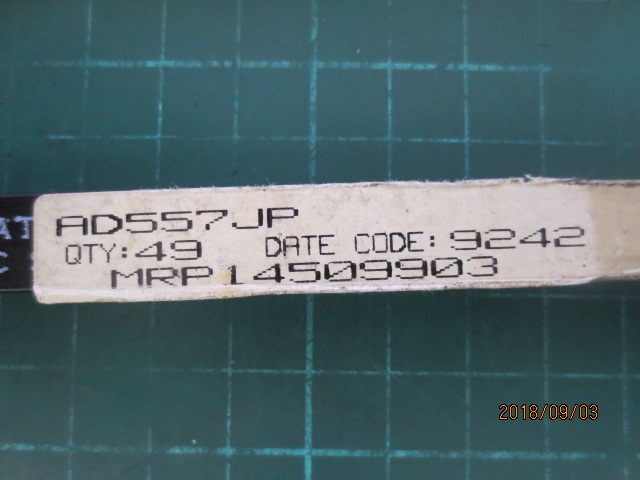 AD557JP
QTY:49 DATE CODE: 9242
MRP14509903
2018/09/03